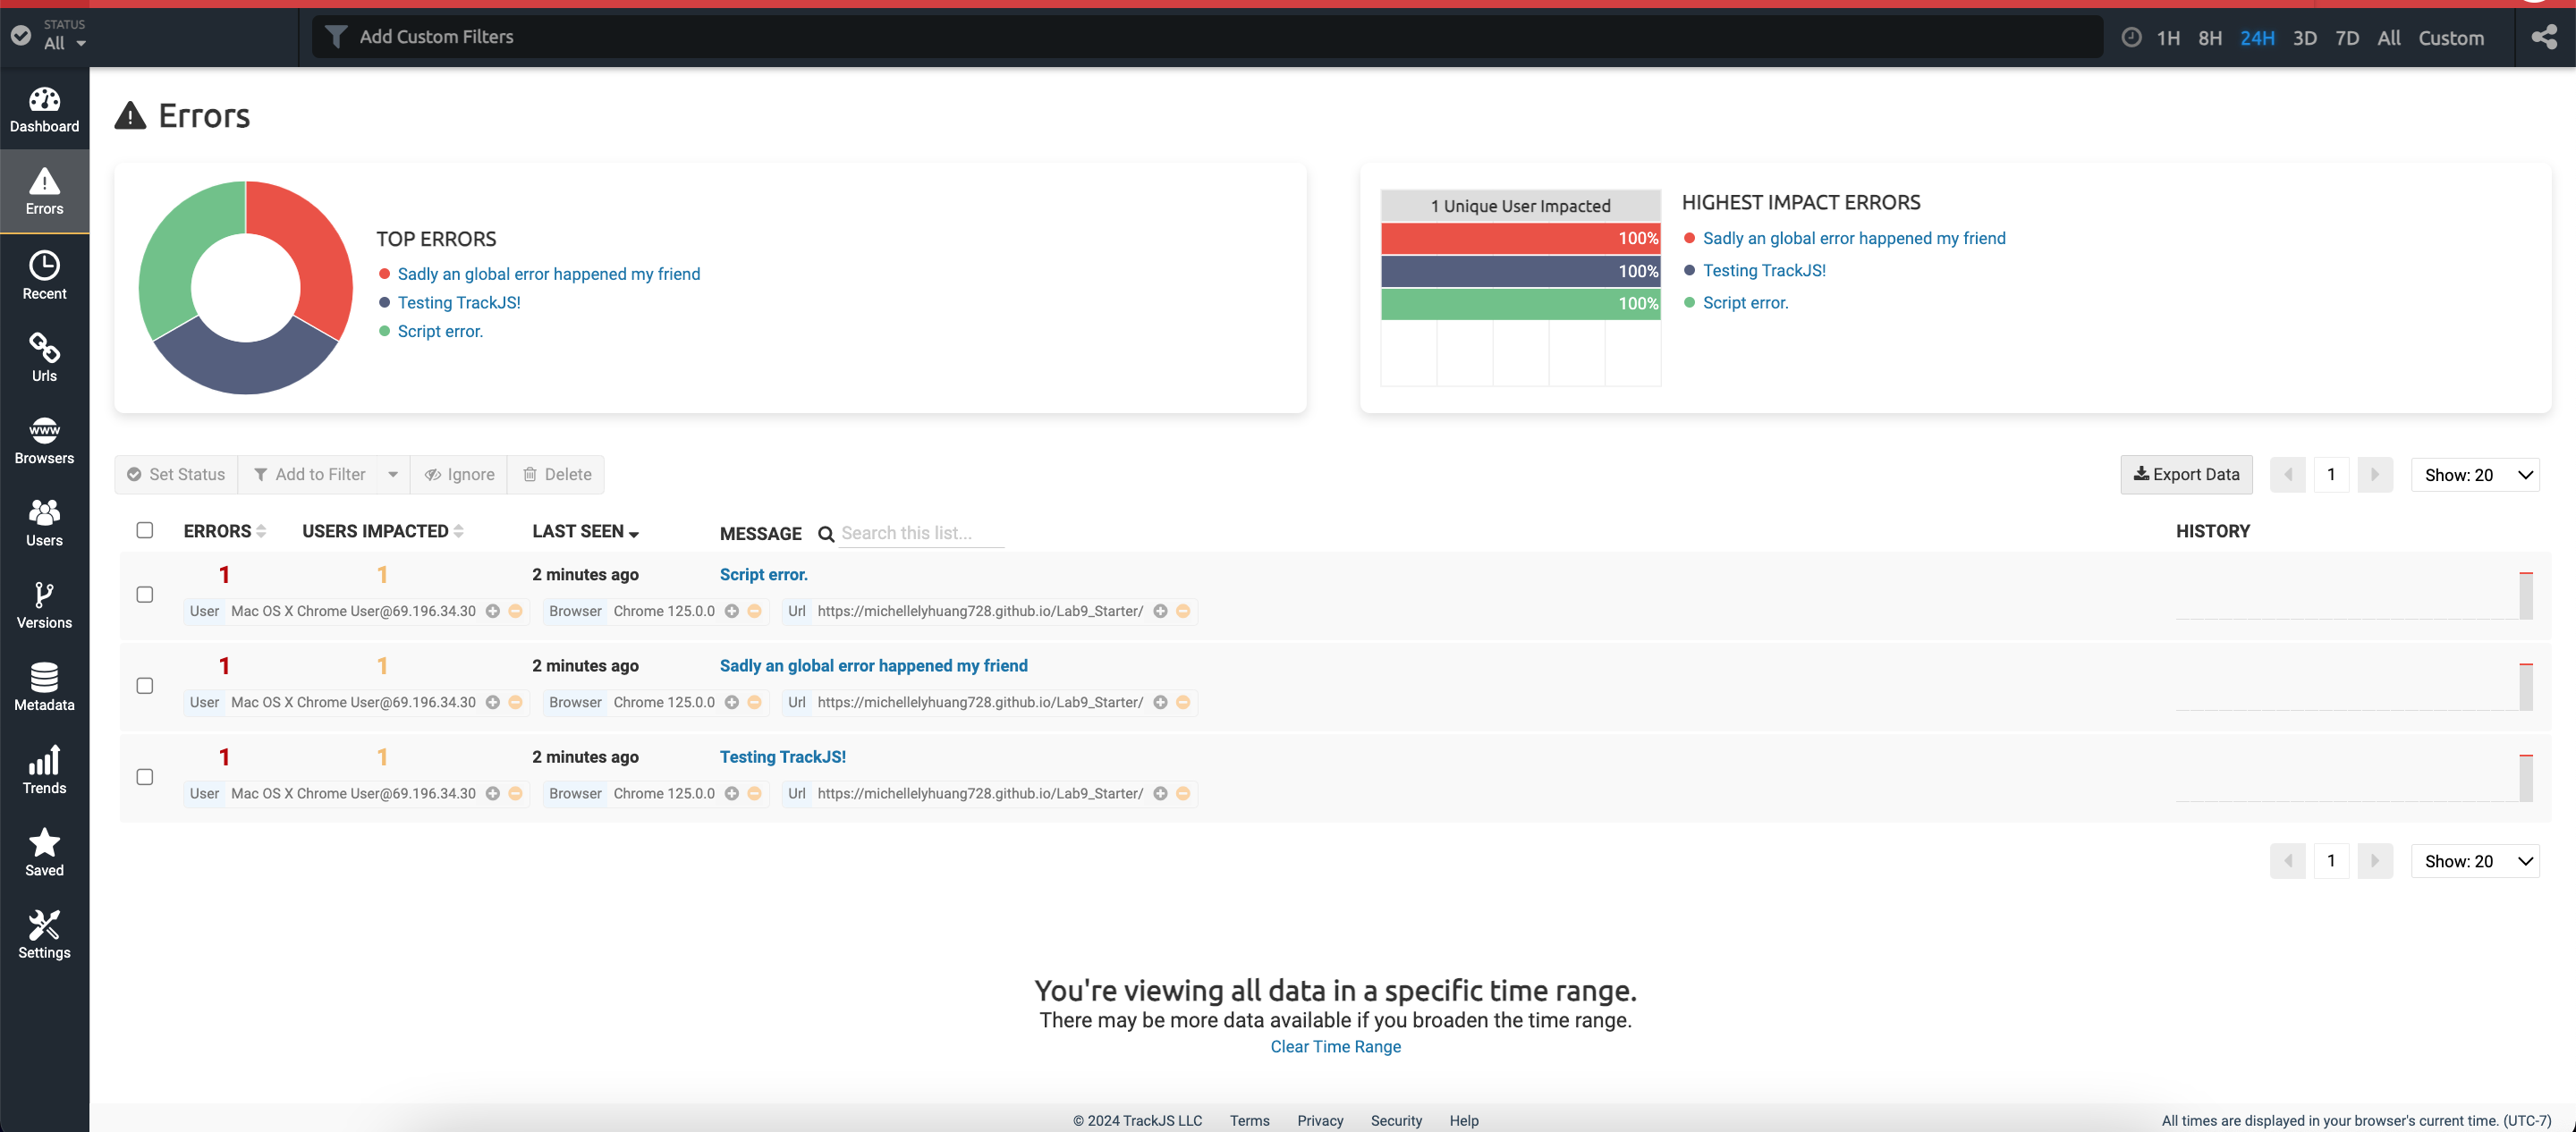 STATUS
All
Add Custom Filters
1H 8H 24H 3D 7D All Custom
Dashboard
Errors
Recent
Urls
www
Browsers
Users
Versions
Metadata
Trends
Saved
Settings
Errors
TOP ERRORS
Sadly an global error happened my friend
Testing TrackJS!
Script error.
1 Unique User Impacted
100%
100%
100%
HIGHEST IMPACT ERRORS
Sadly an global error happened my friend
Testing TrackJS!
Script error.
Set Status Add to Filter Ignore Delete
Export Data 1 Show: 20
ERRORS USERS IMPACTED LAST SEEN MESSAGE Search this list... HISTORY
1 1 2 minutes ago Script error.
User Mac OS X Chrome User@69.196.34.30 Browser Chrome 125.0.0 Url https://michellelyhuang728.github.io/Lab9_Starter/
1 1 2 minutes ago Sadly an global error happened my friend
User Mac OS X Chrome User@69.196.34.30 Browser Chrome 125.0.0 Url https://michellelyhuang728.github.io/Lab9_Starter/
1 1 2 minutes ago Testing TrackJS!
User Mac OS X Chrome User@69.196.34.30 Browser Chrome 125.0.0 Url https://michellelyhuang728.github.io/Lab9_Starter/
1 Show: 20
You're viewing all data in a specific time range.
There may be more data available if you broaden the time range.
Clear Time Range
© 2024 TrackJS LLC Terms Privacy Security Help
All times are displayed in your browser's current time. (UTC-7)